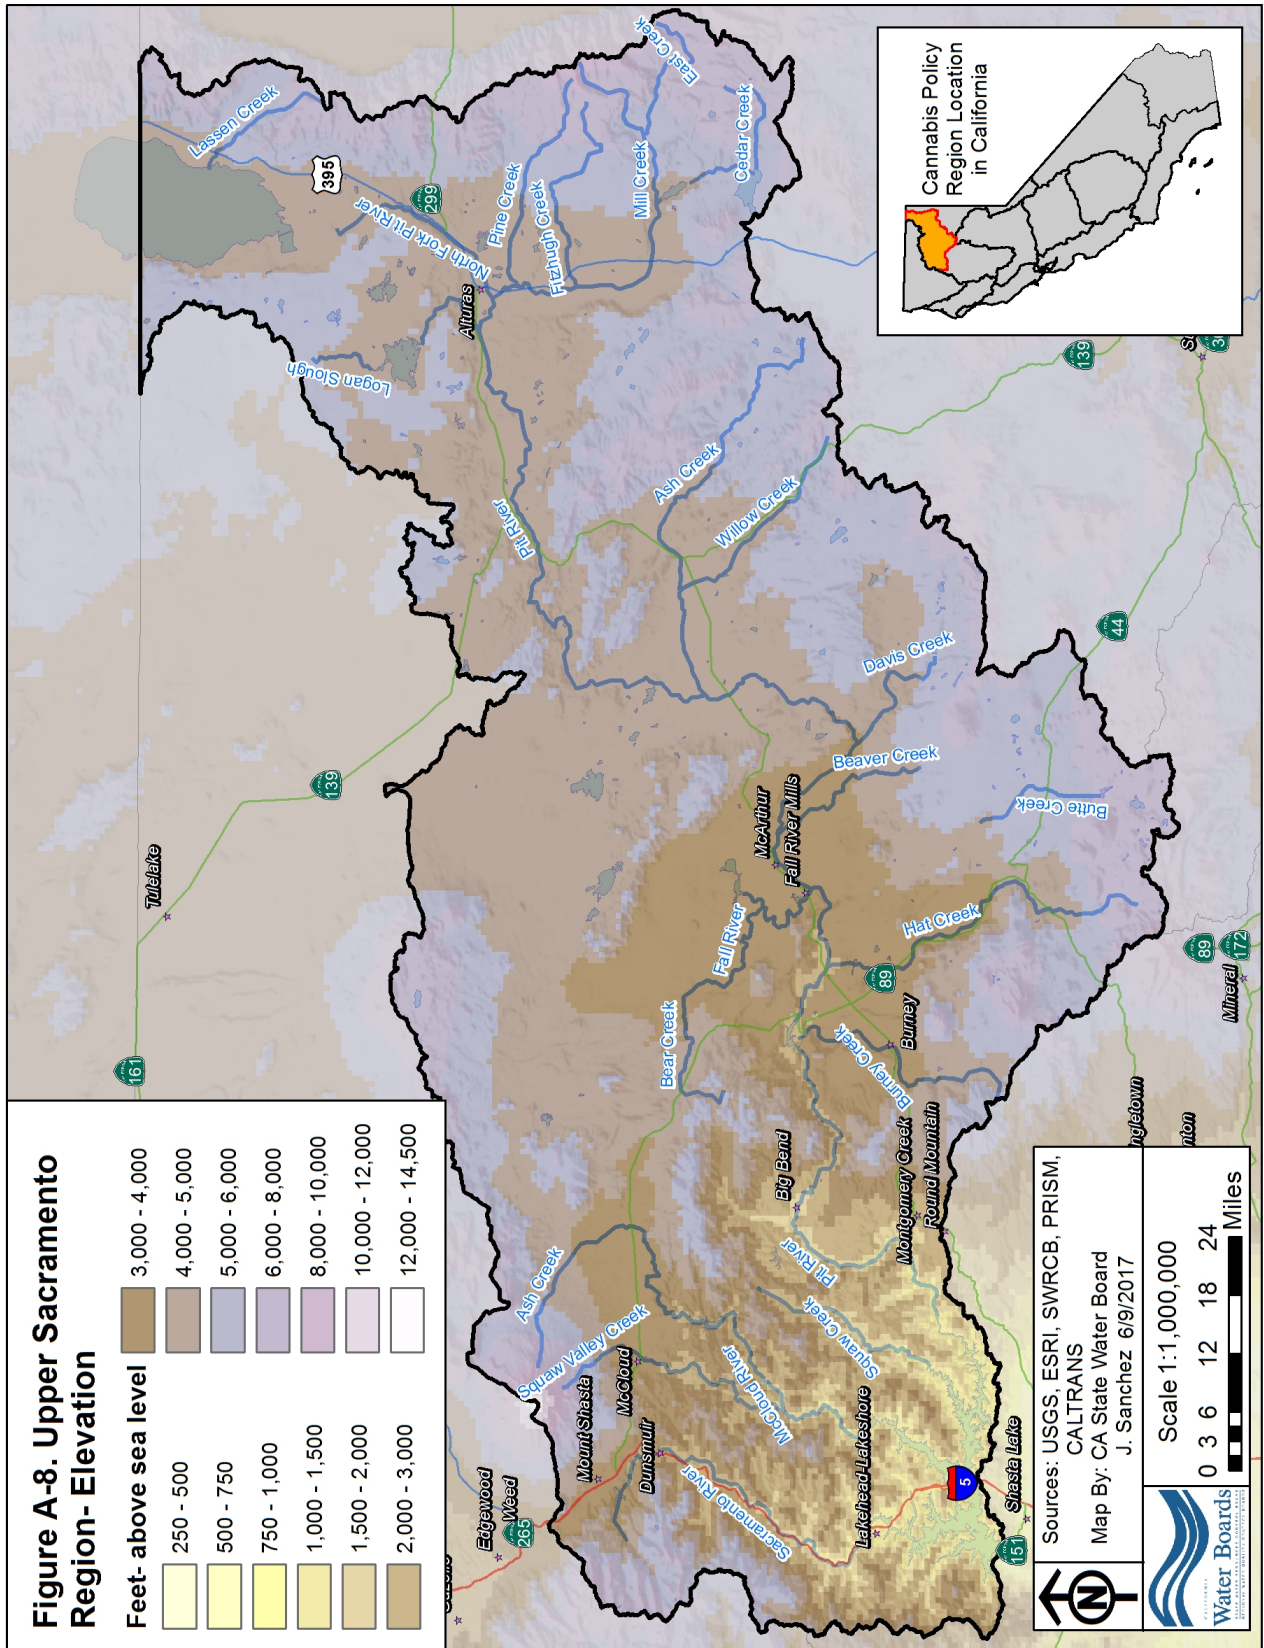 Figure A-8. Upper Sacramento
Region- Elevation
Feet- above sea level
250 - 500
500 - 750
750 - 1,000
1,000 - 1,500
1,500 - 2,000
2,000 - 3,000
3,000 - 4,000
4,000 - 5,000
5,000 - 6,000
6,000 - 8,000
8,000 - 10,000
10,000 - 12,000
12,000 - 14,500
161
Tulelake
139
Lassen Creek
395
299
North Fork Pit River
Alturas
Logan Slough
Pine Creek
Fitzhugh Creek
Mill Creek
East Creek
Cedar Creek
Pit River
Ash Creek
Willow Creek
139
Davis Creek
Beaver Creek
44
Butte Creek
McArthur
Fall River Mills
Fall River
Hat Creek
Bear Creek
89
Burney
Burney Creek
89
172
Mineral
Big Bend
Montgomery Creek
Round Mountain
Pit River
Squaw Creek
Ash Creek
Squaw Valley Creek
McCloud
McCloud River
Mount Shasta
Dunsmuir
Edgewood
Weed
265
Sacramento River
Lakehead-Lakeshore
5
Shasta Lake
151
ngletown
nton
Cannabis Policy
Region Location
in California
N
Sources: USGS, ESRI, SWRCB, PRISM,
CALTRANS
Map By: CA State Water Board
J. Sanchez 6/9/2017
CALIFORNIA
Water Boards
Scale 1:1,000,000
0 3 6 12 18 24
Miles